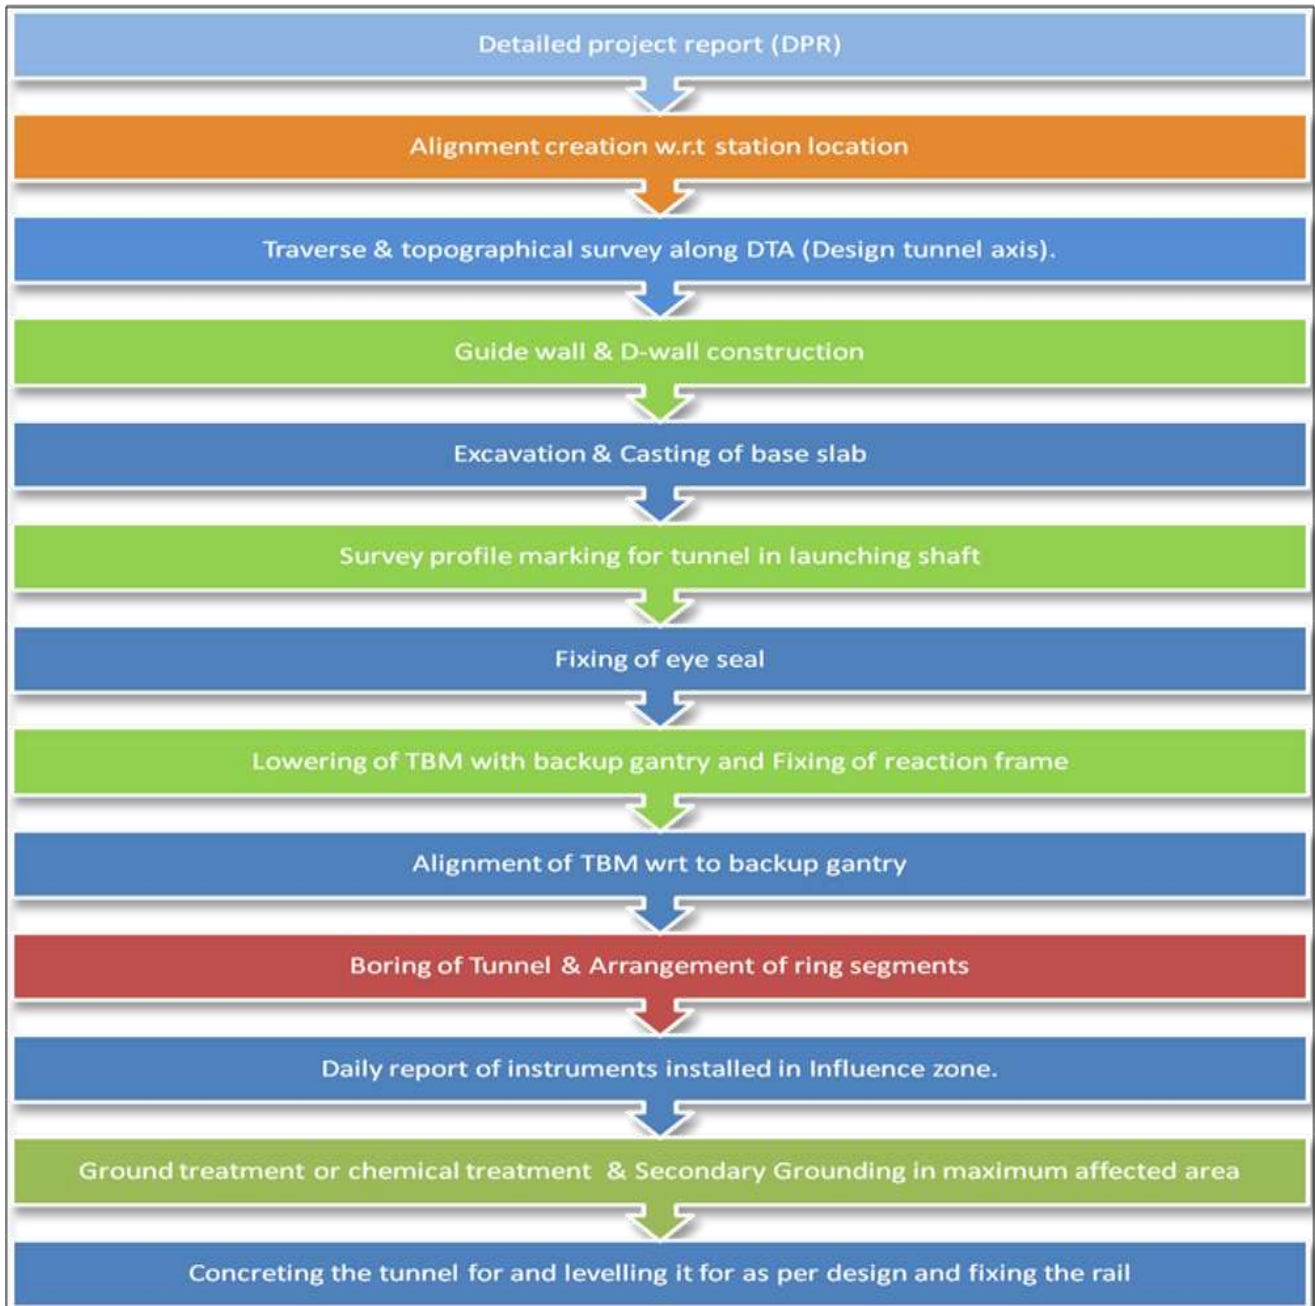 Detailed project report (DPR)
Alignment creation w.r.t station location
Traverse & topographical survey along DTA (Design tunnel axis).
Guide wall & D-wall construction
Excavation & Casting of base slab
Survey profile marking for tunnel in launching shaft
Fixing of eye seal
Lowering of TBM with backup gantry and Fixing of reaction frame
Alignment of TBM wrt to backup gantry
Boring of Tunnel & Arrangement of ring segments
Daily report of instruments installed in Influence zone.
Ground treatment or chemical treatment & Secondary Grounding in maximum affected area
Concreting the tunnel for and levelling it for as per design and fixing the rail